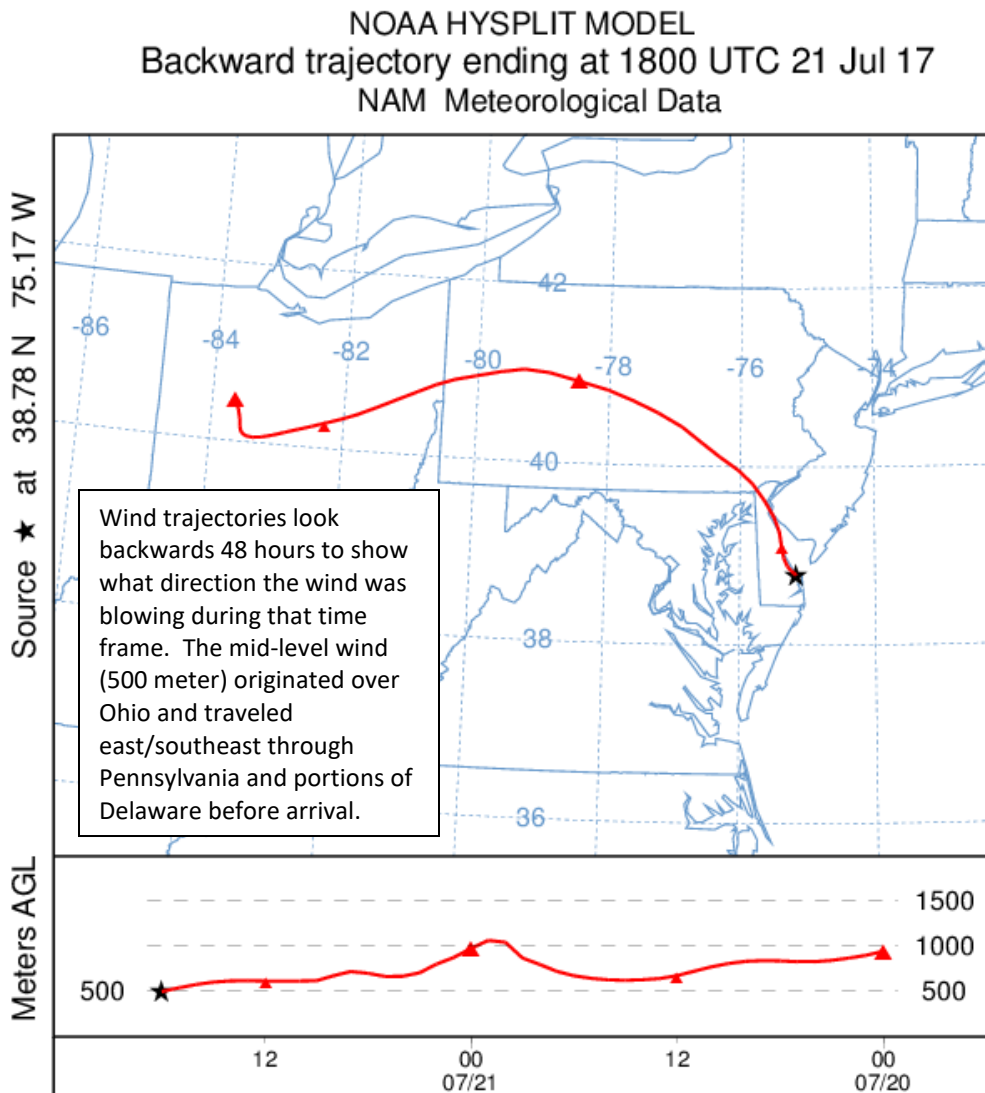 NOAA HYSPLIT MODEL
Backward trajectory ending at 1800 UTC 21 Jul 17
NAM  Meteorological Data
Source ★ at   38.78 N   75.17 W
42
-86
-84
-82
-80
-78
-76
-74
40
38
36
Wind trajectories look
backwards 48 hours to show
what direction the wind was
blowing during that time
frame.  The mid-level wind
(500 meter) originated over
Ohio and traveled
east/southeast through
Pennsylvania and portions of
Delaware before arrival.
Meters AGL
1500
1000
500
500
12
00
12
00
07/21
07/20